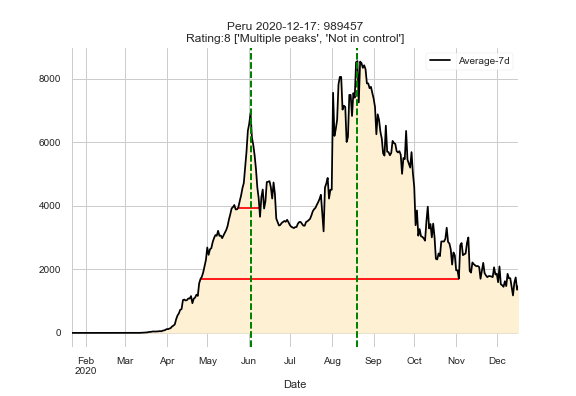 Peru 2020-12-17: 989457
Rating:8 ['Multiple peaks', 'Not in control']
Average-7d
8000
6000
4000
2000
0
Feb Mar Apr May Jun Jul Aug Sep Oct Nov Dec
2020
Date